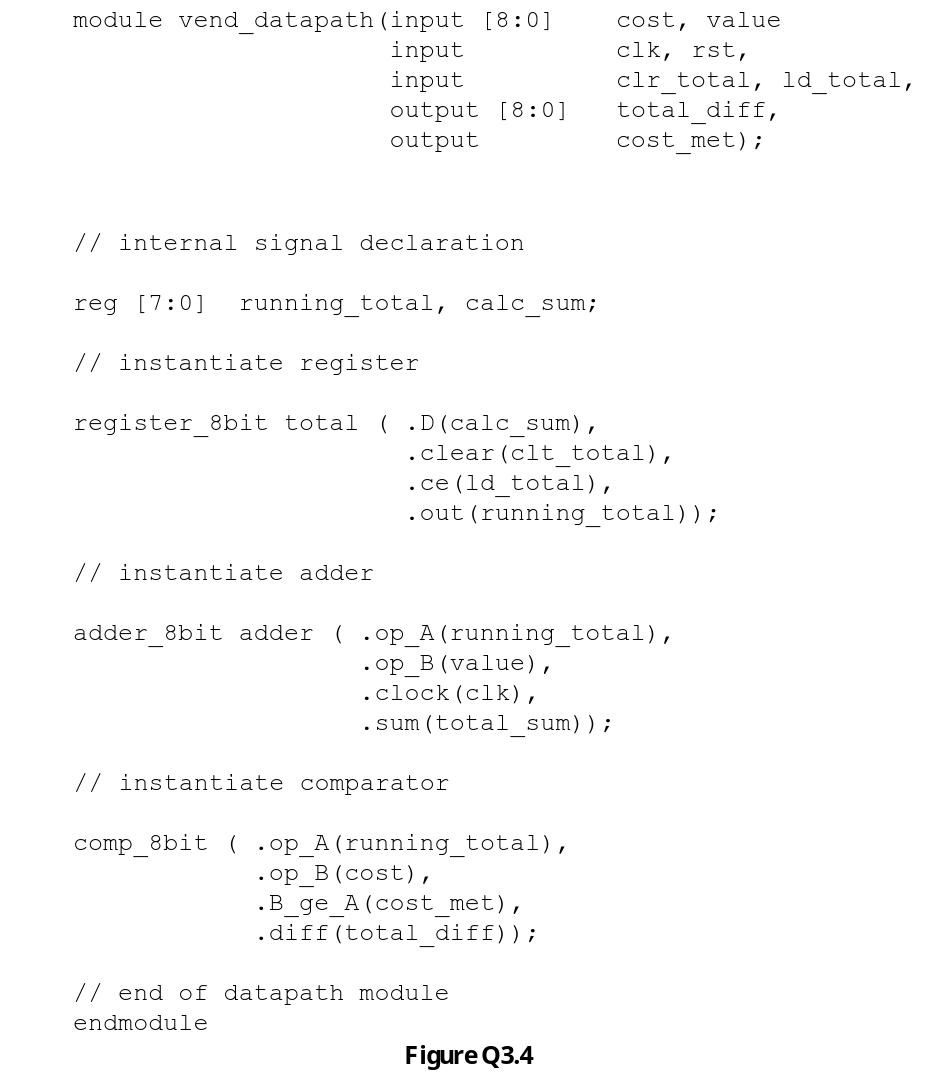 module vend_datapath(input [8:0] cost, value
input clk, rst,
input clr_total, ld_total,
output [8:0] total_diff,
output cost_met);
// internal signal declaration
reg [7:0] running_total, calc_sum;
// instantiate register
register_8bit total ( .D(calc_sum),
.clear(clt_total),
.ce(ld_total),
.out(running_total));
// instantiate adder
adder_8bit adder ( .op_A(running_total),
.op_B(value),
.clock(clk),
.sum(total_sum));
// instantiate comparator
comp_8bit ( .op_A(running_total),
.op_B(cost),
.B_ge_A(cost_met),
.diff(total_diff));
// end of datapath module
endmodule
Figure Q3.4